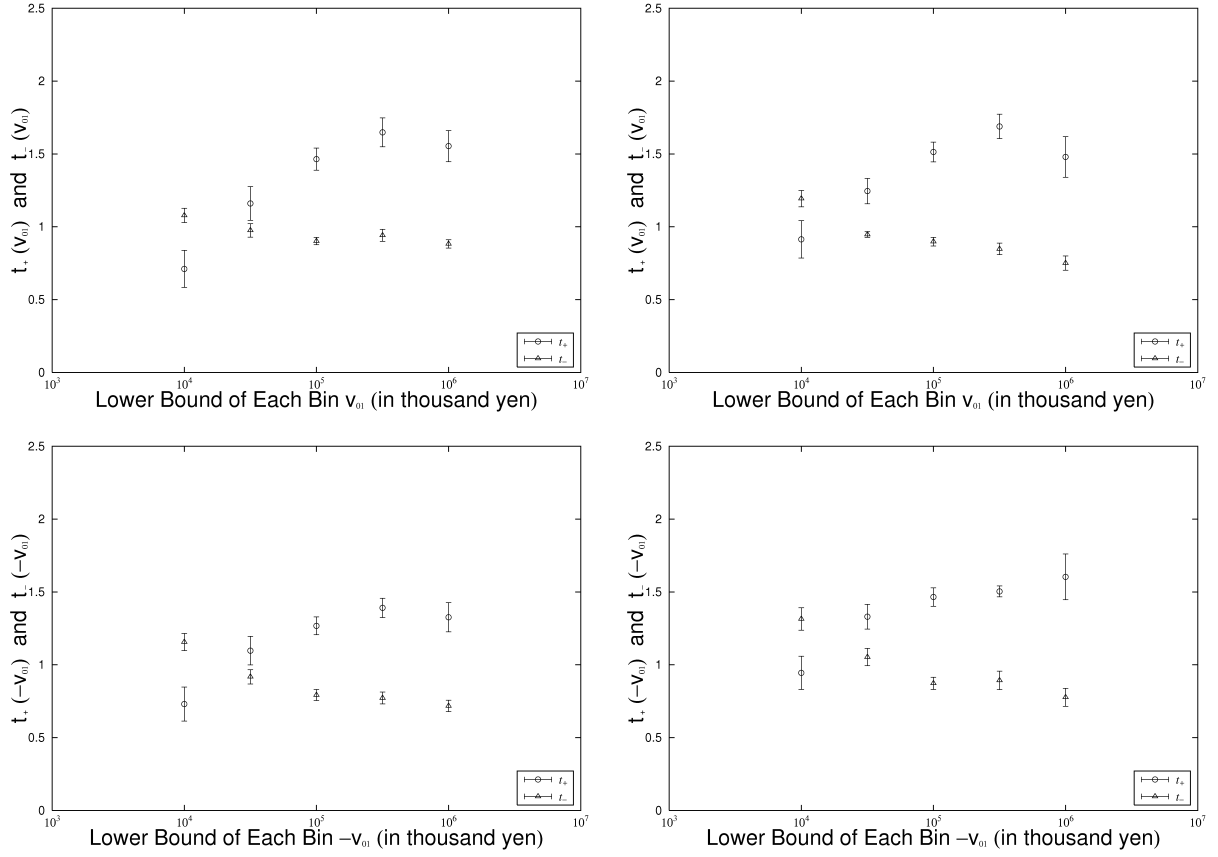 2.5
2
1.5
1
0.5
0
t₊ (v₀₁) and t₋ (v₀₁)
t₊
t₋
10³ 10⁴ 10⁵ 10⁶ 10⁷
Lower Bound of Each Bin v₀₁ (in thousand yen)
2.5
2
1.5
1
0.5
0
t₊ (v₀₁) and t₋ (v₀₁)
t₊
t₋
10³ 10⁴ 10⁵ 10⁶ 10⁷
Lower Bound of Each Bin v₀₁ (in thousand yen)
2.5
2
1.5
1
0.5
0
t₊ (−v₀₁) and t₋ (−v₀₁)
t₊
t₋
10³ 10⁴ 10⁵ 10⁶ 10⁷
Lower Bound of Each Bin −v₀₁ (in thousand yen)
2.5
2
1.5
1
0.5
0
t₊ (−v₀₁) and t₋ (−v₀₁)
t₊
t₋
10³ 10⁴ 10⁵ 10⁶ 10⁷
Lower Bound of Each Bin −v₀₁ (in thousand yen)